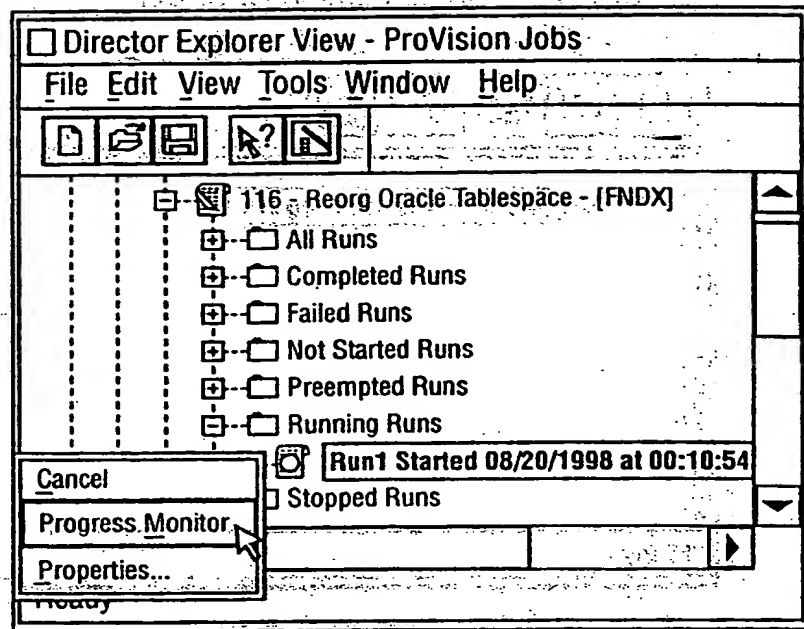 Director Explorer View - ProVision Jobs
File Edit View Tools Window Help
116 - Reorg Oracle Tablespace - [FNDX]
All Runs
Completed Runs
Failed Runs
Not Started Runs
Preempted Runs
Running Runs
Run1 Started 08/20/1998 at 00:10:54
Stopped Runs
Cancel
Progress Monitor
Properties...
Ready